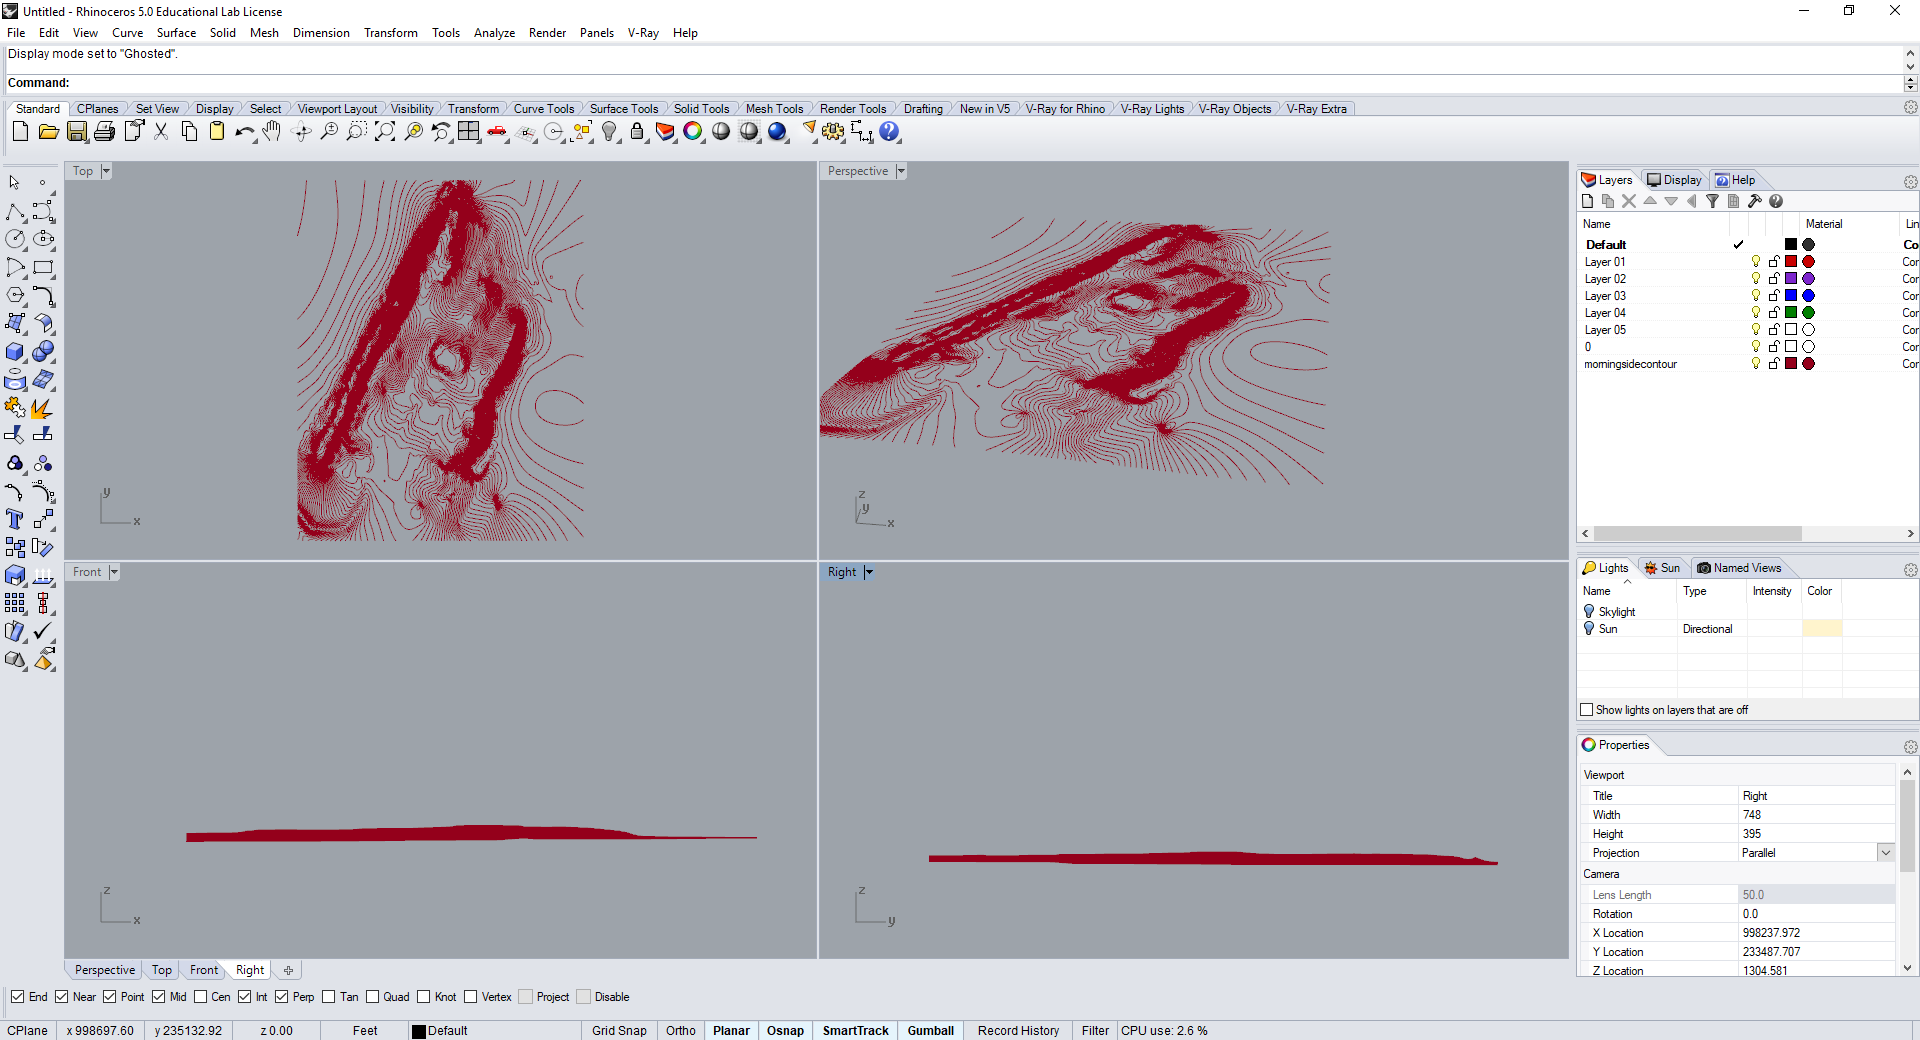 Untitled - Rhinoceros 5.0 Educational Lab License
File Edit View Curve Surface Solid Mesh Dimension Transform Tools Analyze Render Panels V-Ray Help
Display mode set to "Ghosted".
Command:
Standard CPlanes Set View Display Select Viewport Layout Visibility Transform Curve Tools Surface Tools Solid Tools Mesh Tools Render Tools Drafting New in V5 V-Ray for Rhino V-Ray Lights V-Ray Objects V-Ray Extra
Top
y
x
Perspective
z
y
x
Front
z
x
Right
z
y
Layers Display Help
Name Material Lin
Default Co
Layer 01 Cor
Layer 02 Cor
Layer 03 Cor
Layer 04 Cor
Layer 05 Cor
0 Cor
morningsidecontour Cor
Lights Sun Named Views
Name Type Intensity Color
Skylight
Sun Directional
Show lights on layers that are off
Properties
Viewport
Title Right
Width 748
Height 395
Projection Parallel
Camera
Lens Length 50.0
Rotation 0.0
X Location 998237.972
Y Location 233487.707
Z Location 1304.581
Perspective Top Front Right
End Near Point Mid Cen Int Perp Tan Quad Knot Vertex Project Disable
CPlane x 998697.60 y 235132.92 z 0.00 Feet Default Grid Snap Ortho Planar Osnap SmartTrack Gumball Record History Filter CPU use: 2.6 %